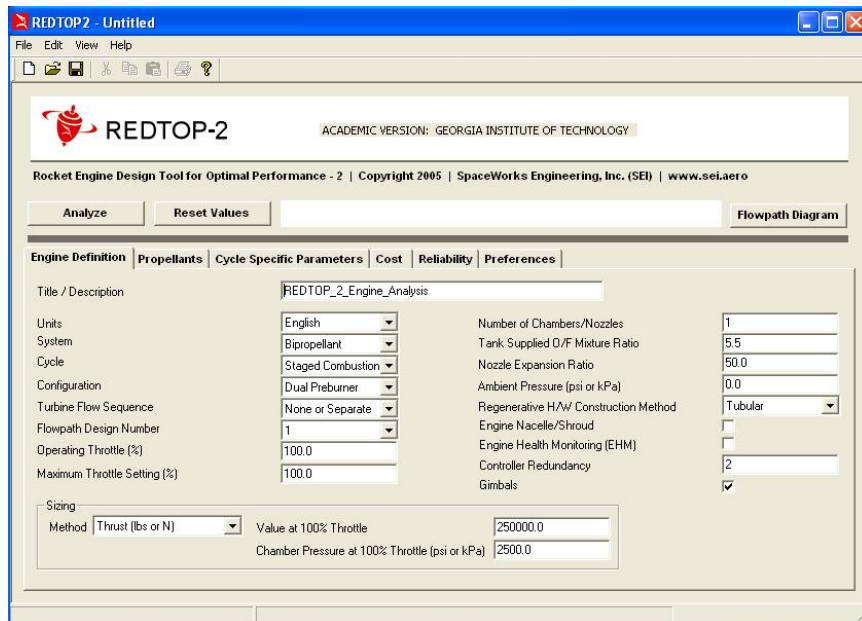 REDTOP2 - Untitled
File Edit View Help
REDTOP-2
ACADEMIC VERSION: GEORGIA INSTITUTE OF TECHNOLOGY
Rocket Engine Design Tool for Optimal Performance - 2 | Copyright 2005 | SpaceWorks Engineering, Inc. (SEI) | www.sei.aero
Analyze Reset Values Flowpath Diagram
Engine Definition Propellants Cycle Specific Parameters Cost Reliability Preferences
Title / Description REDTOP_2_Engine_Analysis
Units English
System Bipropellant
Cycle Staged Combustion
Configuration Dual Preburner
Turbine Flow Sequence None or Separate
Flowpath Design Number 1
Operating Throttle (%) 100.0
Maximum Throttle Setting (%) 100.0
Number of Chambers/Nozzles 1
Tank Supplied O/F Mixture Ratio 5.5
Nozzle Expansion Ratio 50.0
Ambient Pressure (psi or kPa) 0.0
Regenerative H/W Construction Method Tubular
Engine Nacelle/Shroud
Engine Health Monitoring (EHM)
Controller Redundancy 2
Gimbals
Sizing
Method Thrust (lbs or N) Value at 100% Throttle 250000.0
Chamber Pressure at 100% Throttle (psi or kPa) 2500.0